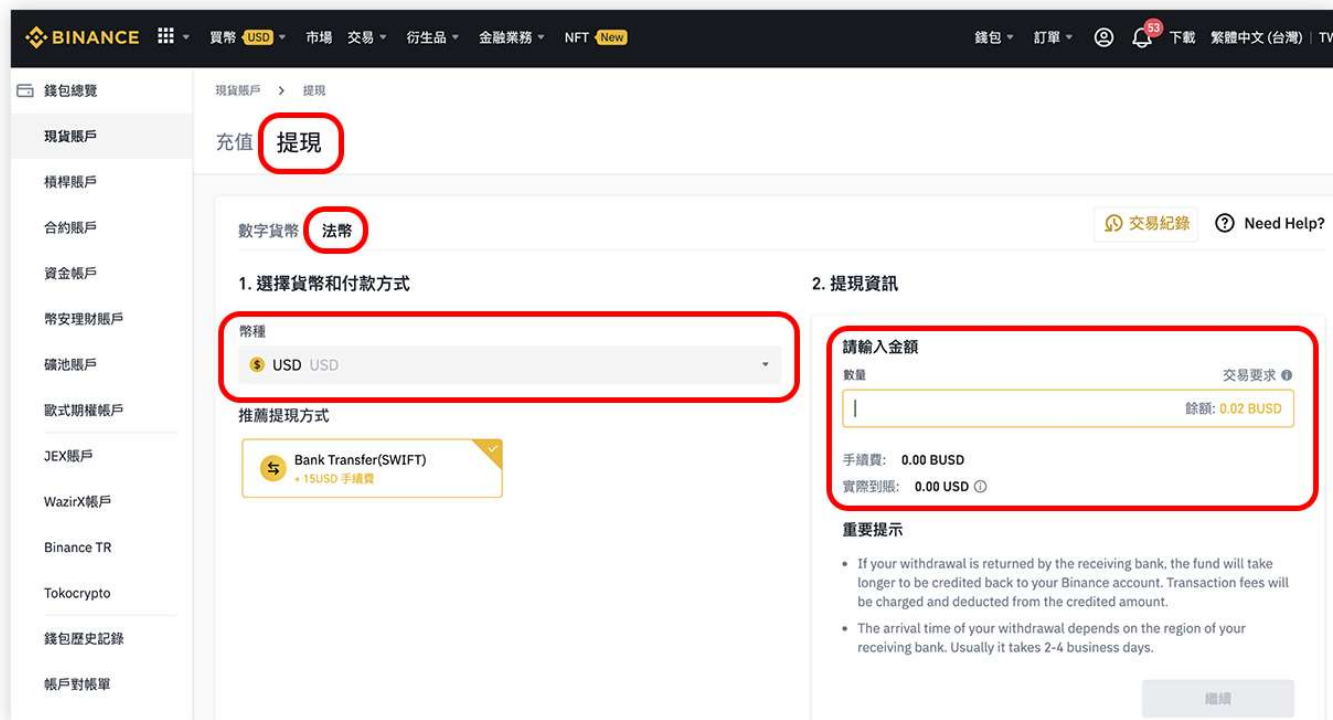 BINANCE 買幣 USD 市場 交易 衍生品 金融業務 NFT New 錢包 訂單 53 下載 繁體中文 (台灣) | TW
錢包總覽
現貨賬戶
槓桿賬戶
合約賬戶
資金帳戶
幣安理財賬戶
礦池賬戶
歐式期權帳戶
JEX賬戶
WazirX帳戶
Binance TR
Tokocrypto
錢包歷史記錄
帳戶對帳單
現貨賬戶 > 提現
充值 提現
數字貨幣 法幣
交易紀錄 Need Help?
1. 選擇貨幣和付款方式
幣種
USD USD
推薦提現方式
Bank Transfer(SWIFT)
+ 15USD 手續費
2. 提現資訊
請輸入金額
數量 交易要求
餘額: 0.02 BUSD
手續費: 0.00 BUSD
實際到賬: 0.00 USD
重要提示
• If your withdrawal is returned by the receiving bank, the fund will take
longer to be credited back to your Binance account. Transaction fees will
be charged and deducted from the credited amount.
• The arrival time of your withdrawal depends on the region of your
receiving bank. Usually it takes 2-4 business days.
繼續